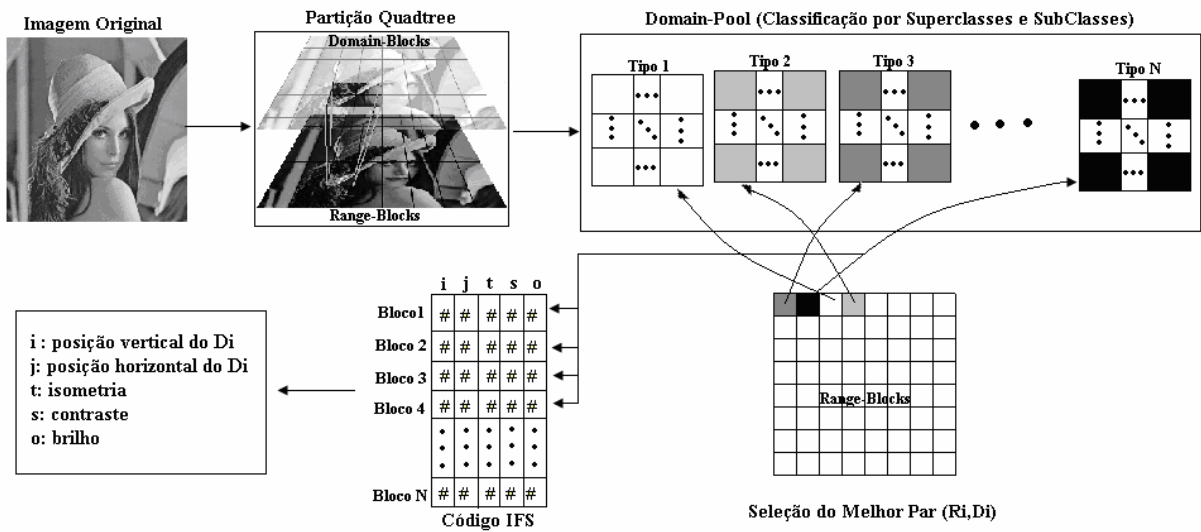 Imagem Original
Partição Quadtree
Domain-Blocks
Range-Blocks
Domain-Pool (Classificação por Superclasses e SubClasses)
Tipo 1
Tipo 2
Tipo 3
Tipo N
i : posição vertical do Di
j: posição horizontal do Di
t: isometria
s: contraste
o: brilho
i j t s o
Bloco1 # # # # #
Bloco 2 # # # # #
Bloco 3 # # # # #
Bloco 4 # # # # #
Bloco N # # # # #
Código IFS
Range-Blocks
Seleção do Melhor Par (Ri,Di)